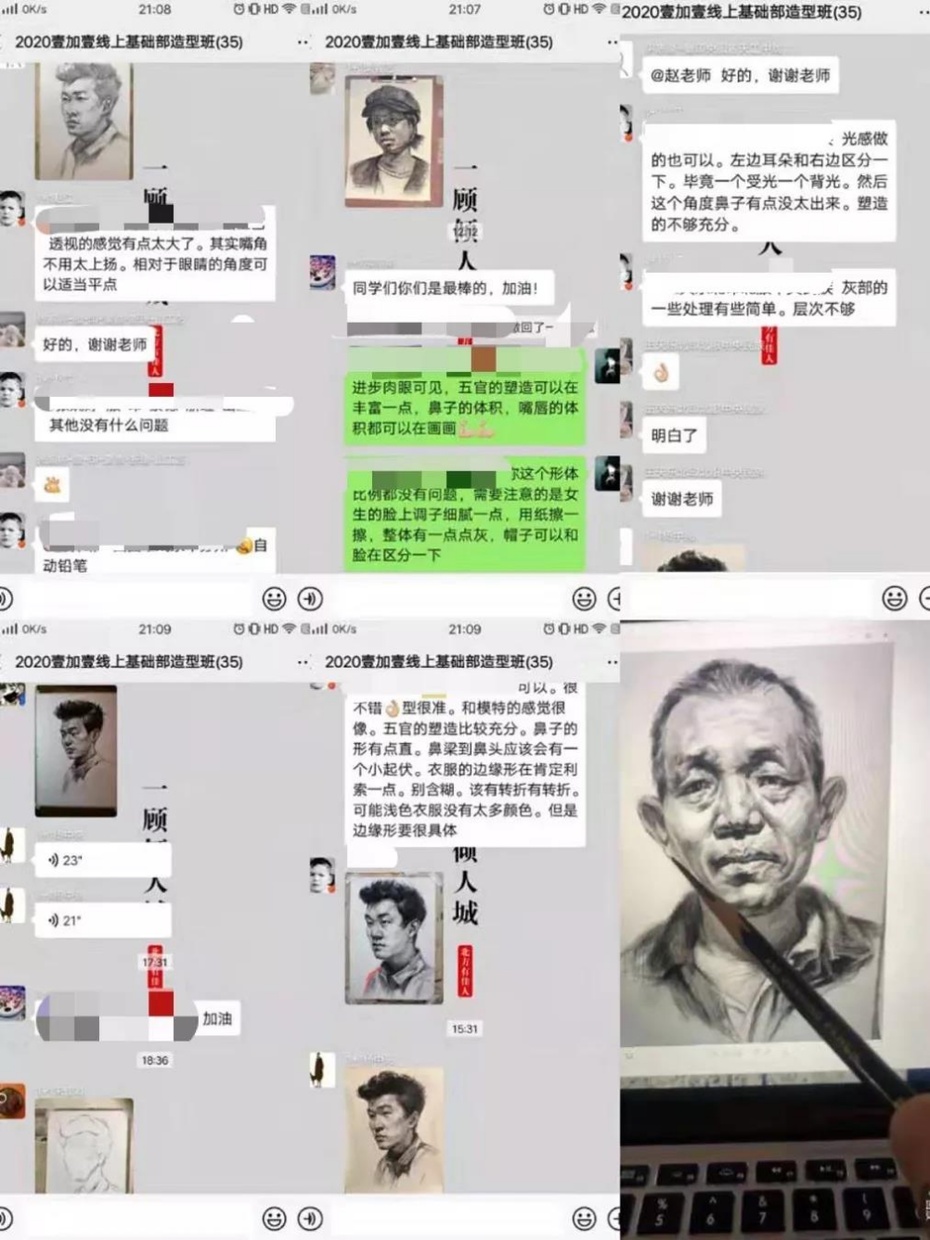 21:08
2020壹加壹线上基础部造型班(35)
一
顾
透视的感觉有点太大了。其实嘴角
不用太上扬。相对于眼睛的角度可
以适当平点
好的，谢谢老师
其他没有什么问题
自
动铅笔
0K/s
21:07
HD
2020壹加壹线上基础部造型班(35)
一
顾
倾
人
同学们你们是最棒的，加油！
撤回了一
进步肉眼可见，五官的塑造可以在
丰富一点，鼻子的体积，嘴唇的体
积都可以在画画
你这个形体
比例都没有问题，需要注意的是女
生的脸上调子细腻一点，用纸擦一
擦，整体有一点点灰，帽子可以和
脸在区分一下
2020壹加壹线上基础部造型班(35)
@赵老师 好的，谢谢老师
光感做
的也可以。左边耳朵和右边区分一
下。毕竟一个受光一个背光。然后
这个角度鼻子有点没太出来。塑造
的不够充分。
灰部的
一些处理有些简单。层次不够
明白了
谢谢老师
0K/s
21:09
HD
2020壹加壹线上基础部造型班(35)
一
顾
人
23"
21"
17:31
加油
18:36
0K/s
21:09
HD
2020壹加壹线上基础部造型班(35)
可以。很
不错👌型很准。和模特的感觉很
像。五官的塑造比较充分。鼻子的
形有点直。鼻梁到鼻头应该会有一
个小起伏。衣服的边缘形在肯定利
索一点。别含糊。该有转折有转折。
可能浅色衣服没有太多颜色。但是
边缘形要很具体
倾
人
城
北方有佳人
15:31